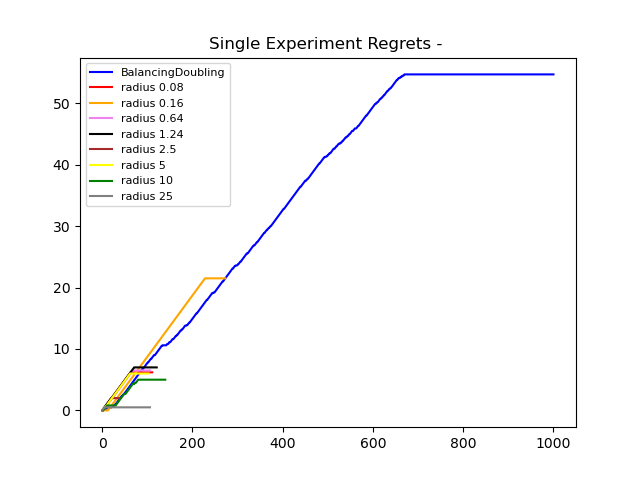 Single Experiment Regrets -
BalancingDoubling
radius 0.08
radius 0.16
radius 0.64
radius 1.24
radius 2.5
radius 5
radius 10
radius 25
50
40
30
20
10
0
0 200 400 600 800 1000